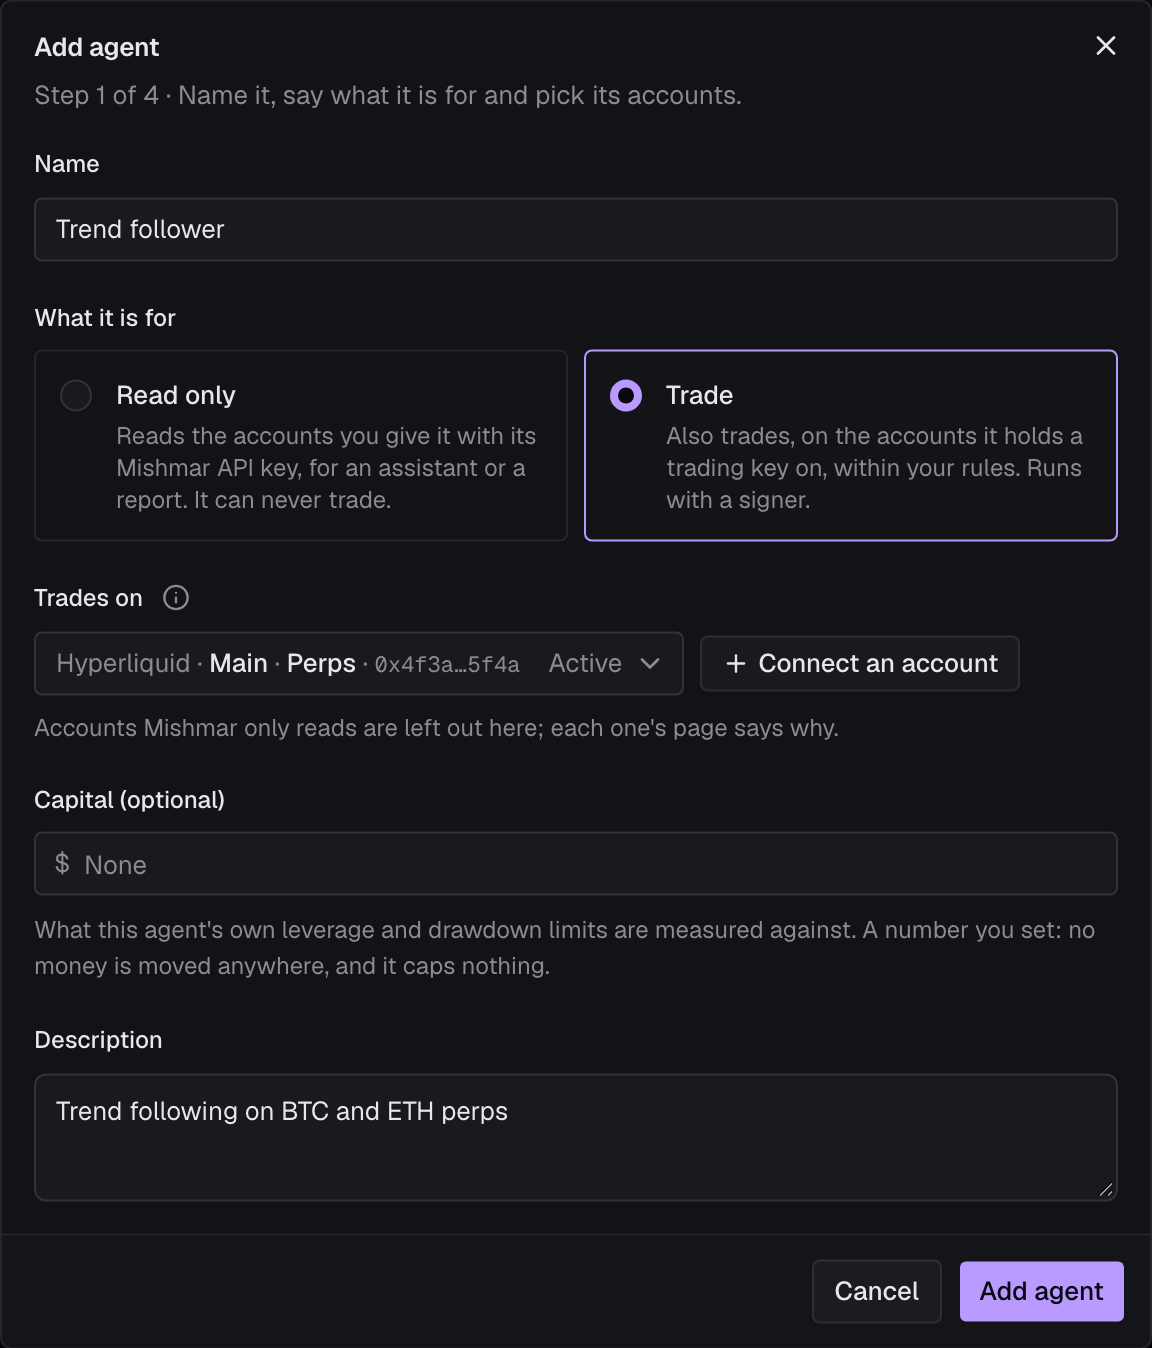 Add agent
Step 1 of 4 · Name it, say what it is for and pick its accounts.
Name
Trend follower
What it is for
Read only
Reads the accounts you give it with its
Mishmar API key, for an assistant or a
report. It can never trade.
Trade
Also trades, on the accounts it holds a
trading key on, within your rules. Runs
with a signer.
Trades on
Hyperliquid · Main · Perps · 0x4f3a…5f4a Active
+ Connect an account
Accounts Mishmar only reads are left out here; each one's page says why.
Capital (optional)
$ None
What this agent's own leverage and drawdown limits are measured against. A number you set: no
money is moved anywhere, and it caps nothing.
Description
Trend following on BTC and ETH perps
Cancel
Add agent